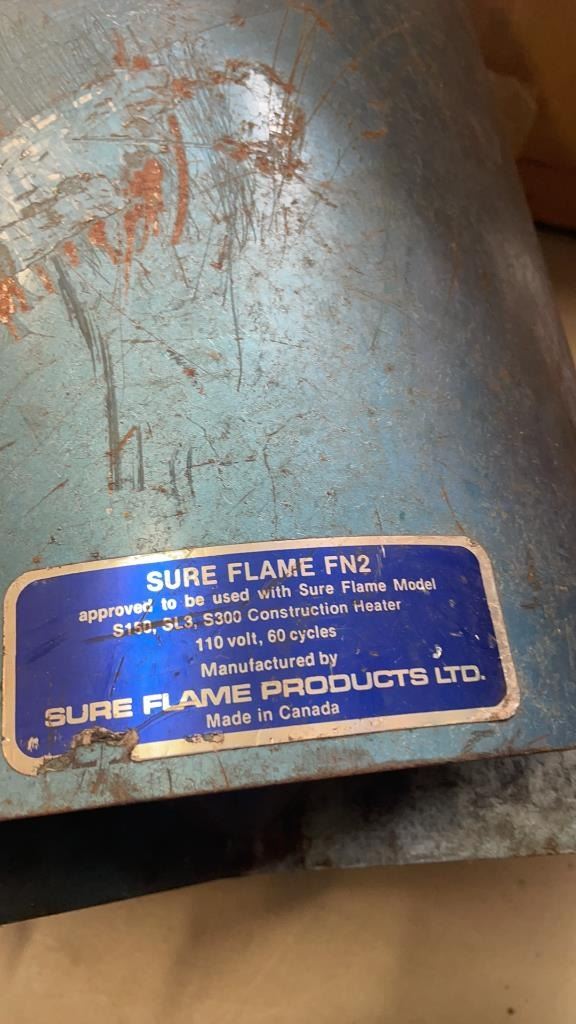 SURE FLAME FN2
approved to be used with Sure Flame Model
S150, SL3, S300 Construction Heater
110 volt, 60 cycles
Manufactured by
SURE FLAME PRODUCTS LTD.
Made in Canada